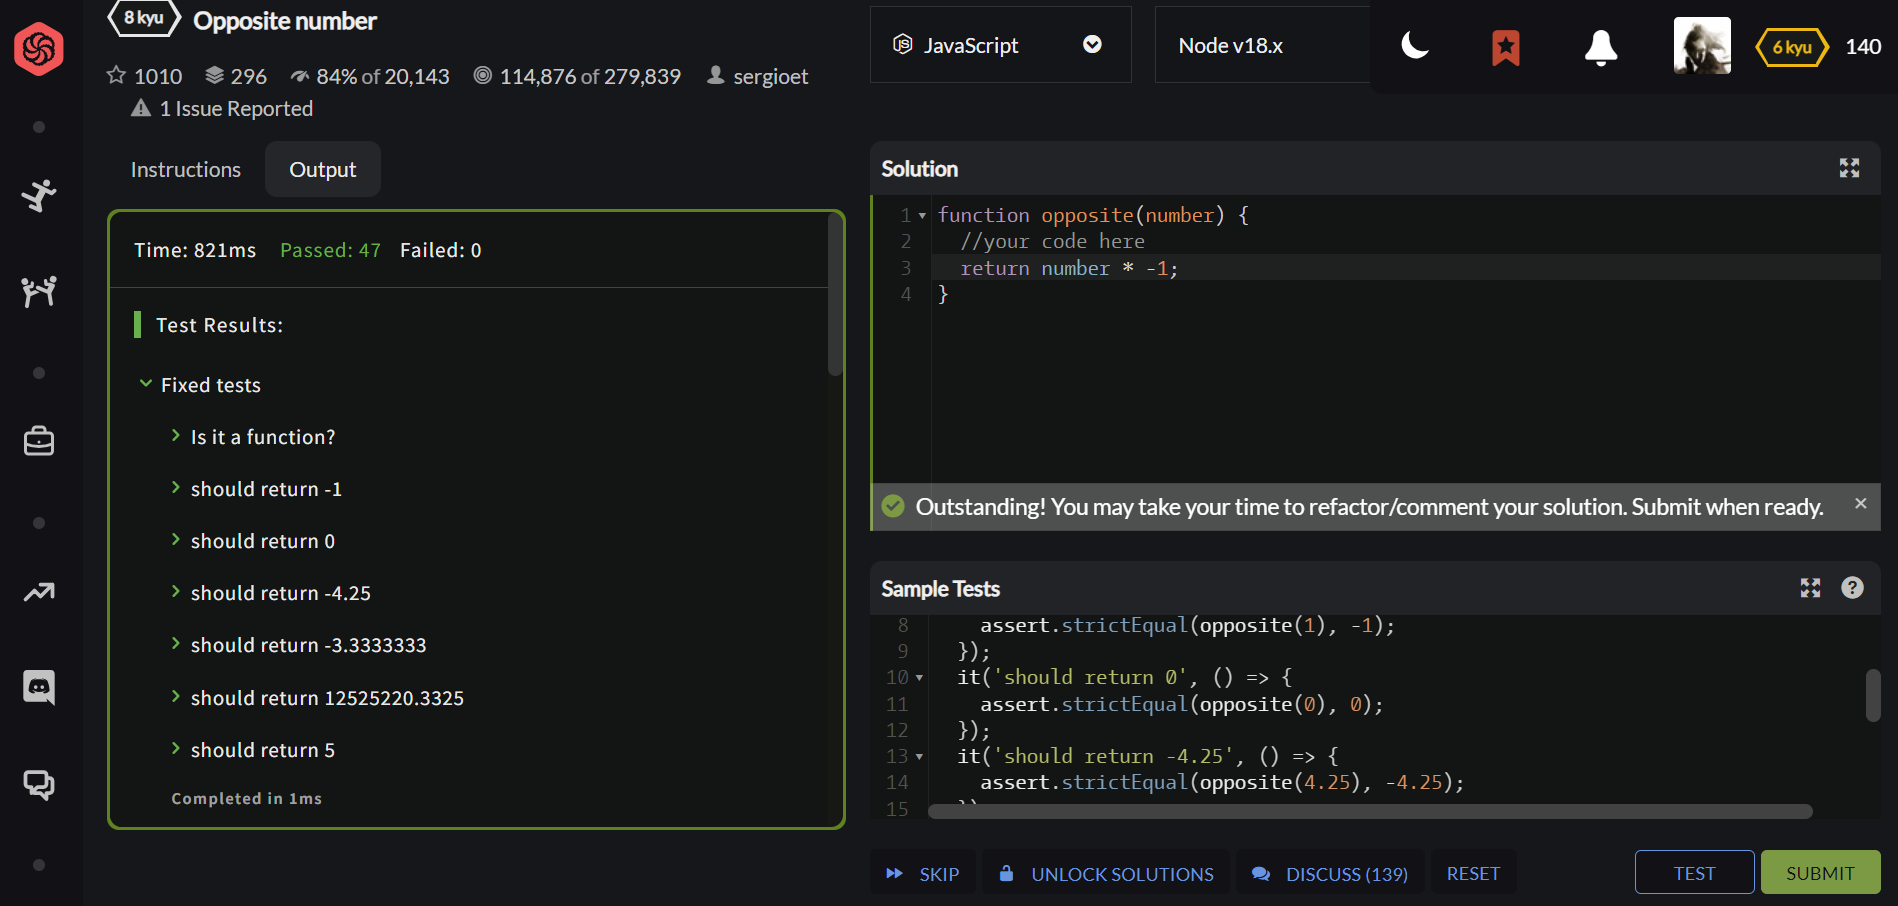 8 kyu Opposite number
1010 296 84% of 20,143 114,876 of 279,839 sergioet
1 Issue Reported
JavaScript
Node v18.x
6 kyu 140
Instructions Output
Time: 821ms Passed: 47 Failed: 0
Test Results:
Fixed tests
Is it a function?
should return -1
should return 0
should return -4.25
should return -3.3333333
should return 12525220.3325
should return 5
Completed in 1ms
Solution
1 function opposite(number) {
2 //your code here
3 return number * -1;
4 }
Outstanding! You may take your time to refactor/comment your solution. Submit when ready. ×
Sample Tests ?
8 assert.strictEqual(opposite(1), -1);
9 });
10 it('should return 0', () => {
11 assert.strictEqual(opposite(0), 0);
12 });
13 it('should return -4.25', () => {
14 assert.strictEqual(opposite(4.25), -4.25);
15 })
SKIP UNLOCK SOLUTIONS DISCUSS (139) RESET TEST SUBMIT